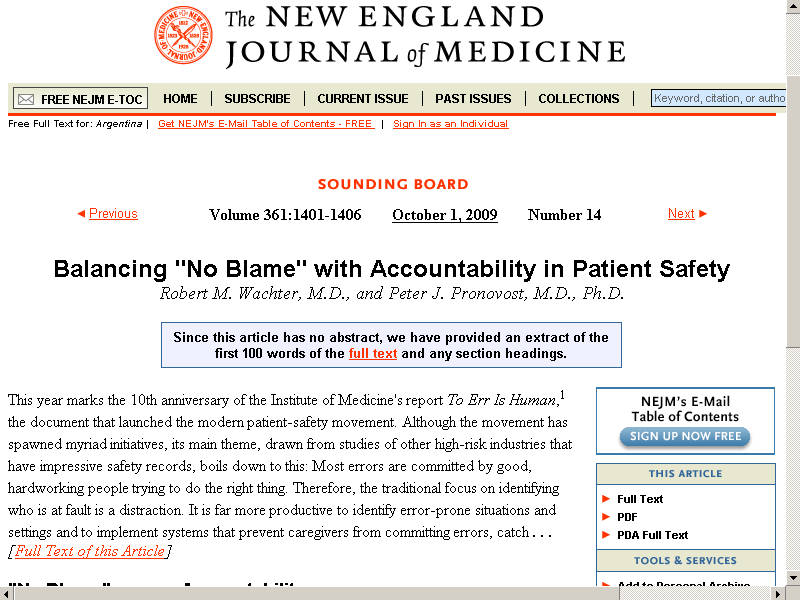 The NEW ENGLAND
JOURNAL of MEDICINE
FREE NEJM E-TOC HOME | SUBSCRIBE | CURRENT ISSUE | PAST ISSUES | COLLECTIONS | Keyword, citation, or autho
Free Full Text for: Argentina | Get NEJM's E-Mail Table of Contents - FREE | Sign In as an Individual
SOUNDING BOARD
Previous Volume 361:1401-1406 October 1, 2009 Number 14 Next
Balancing "No Blame" with Accountability in Patient Safety
Robert M. Wachter, M.D., and Peter J. Pronovost, M.D., Ph.D.
Since this article has no abstract, we have provided an extract of the
first 100 words of the full text and any section headings.
This year marks the 10th anniversary of the Institute of Medicine's report To Err Is Human,1
the document that launched the modern patient-safety movement. Although the movement has
spawned myriad initiatives, its main theme, drawn from studies of other high-risk industries that
have impressive safety records, boils down to this: Most errors are committed by good,
hardworking people trying to do the right thing. Therefore, the traditional focus on identifying
who is at fault is a distraction. It is far more productive to identify error-prone situations and
settings and to implement systems that prevent caregivers from committing errors, catch . . .
[Full Text of this Article]
NEJM's E-Mail
Table of Contents
SIGN UP NOW FREE
THIS ARTICLE
Full Text
PDF
PDA Full Text
TOOLS & SERVICES
Add to Personal Archive